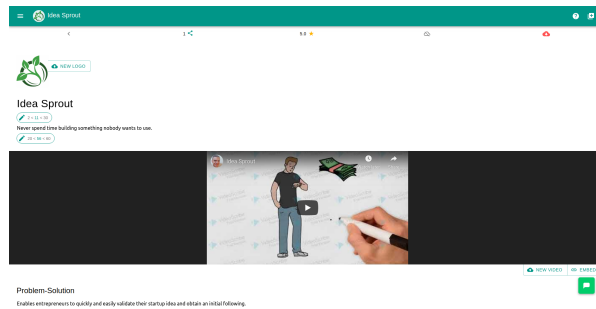 Idea Sprout
1
5.0
NEW LOGO
Idea Sprout
Never spend time building something nobody wants to use.
Idea Sprout
NEW VIDEO
EMBED
Problem-Solution
Enables entrepreneurs to quickly and easily validate their startup idea and obtain an initial following.